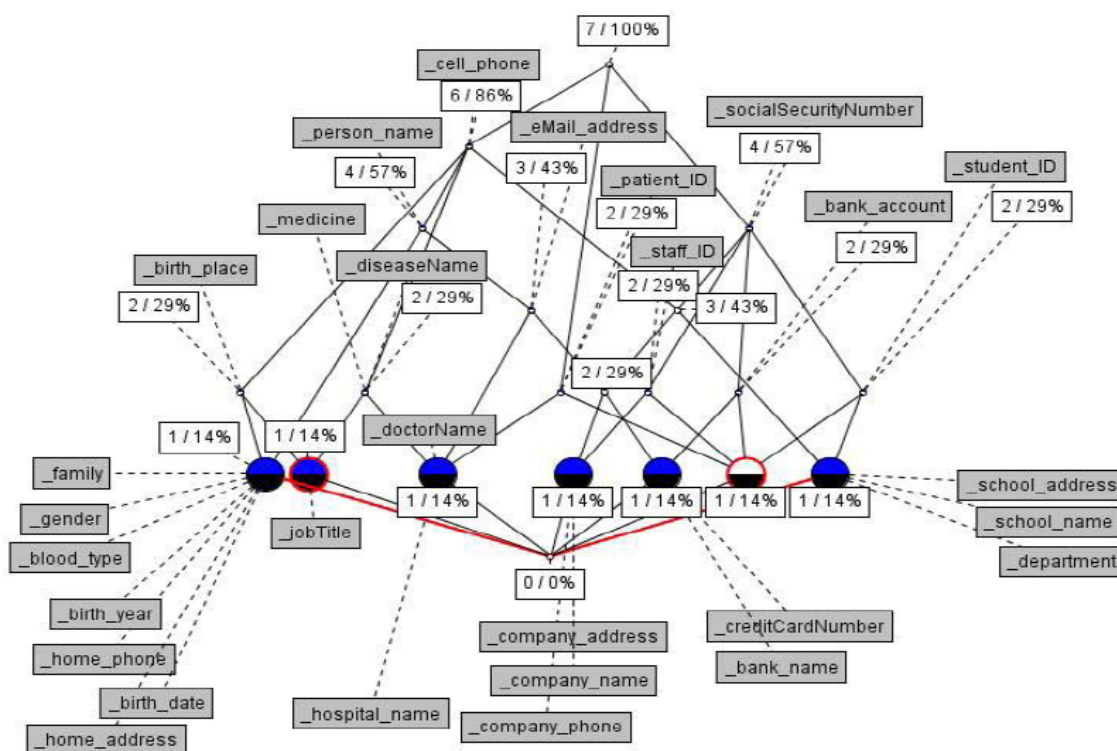 7 / 100%
_cell_phone
6 / 86%
_socialSecurityNumber
_person_name
_eMail_address
4 / 57%
_student_ID
4 / 57%
3 / 43%
_patient_ID
_bank_account
2 / 29%
_medicine
2 / 29%
_staff_ID
2 / 29%
_birth_place
_diseaseName
2 / 29%
2 / 29%
2 / 29%
3 / 43%
2 / 29%
_doctorName
1 / 14%
1 / 14%
_family
_school_address
1 / 14%
1 / 14%
1 / 14%
1 / 14%
1 / 14%
_gender
_school_name
_jobTitle
_blood_type
_department
0 / 0%
_birth_year
_creditCardNumber
_company_address
_home_phone
_bank_name
_company_name
_birth_date
_hospital_name
_company_phone
_home_address